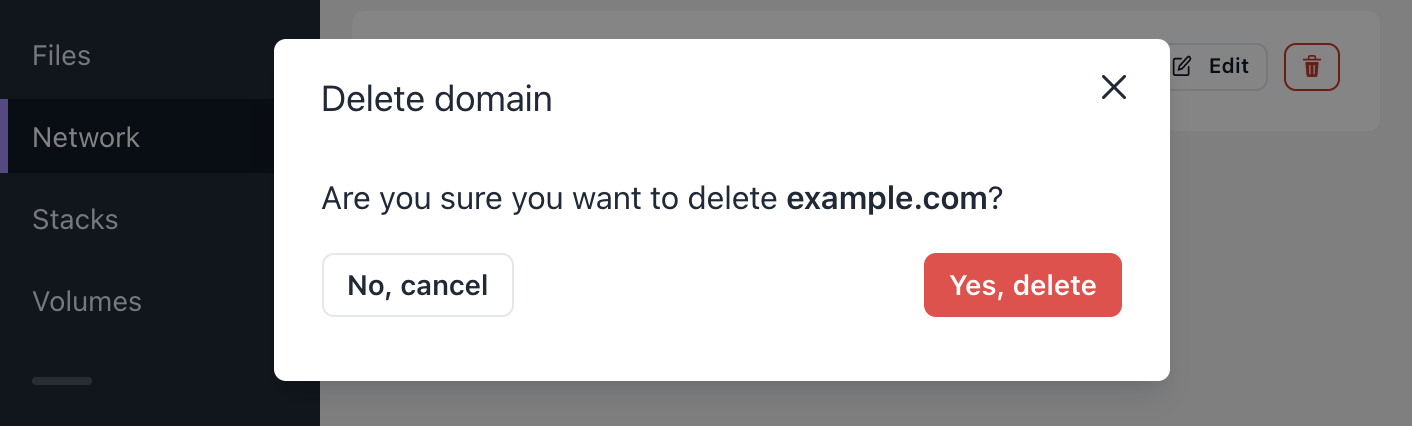 Files
Network
Stacks
Volumes
Edit
Delete domain
Are you sure you want to delete example.com?
No, cancel
Yes, delete